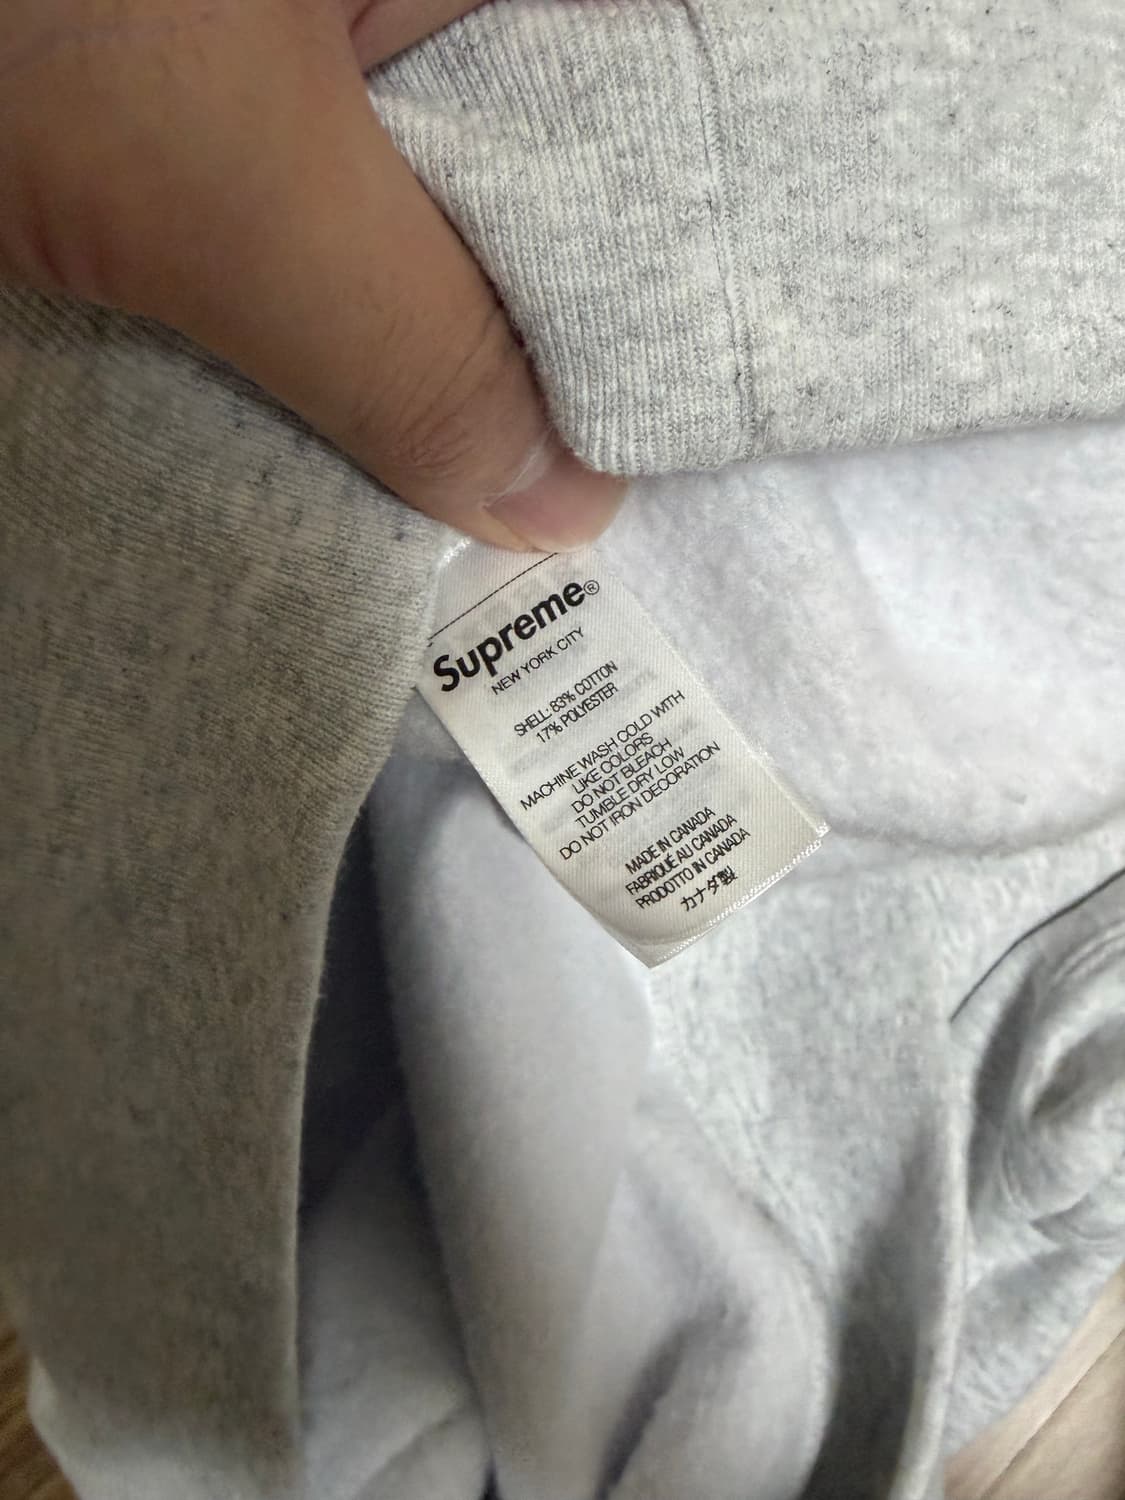 Supreme®
NEW YORK CITY
SHELL: 83% COTTON
17% POLYESTER
MACHINE WASH COLD WITH
LIKE COLORS
DO NOT BLEACH
TUMBLE DRY LOW
DO NOT IRON DECORATION
MADE IN CANADA
FABRIQUÉ AU CANADA
PRODOTTO IN CANADA
カナダ製